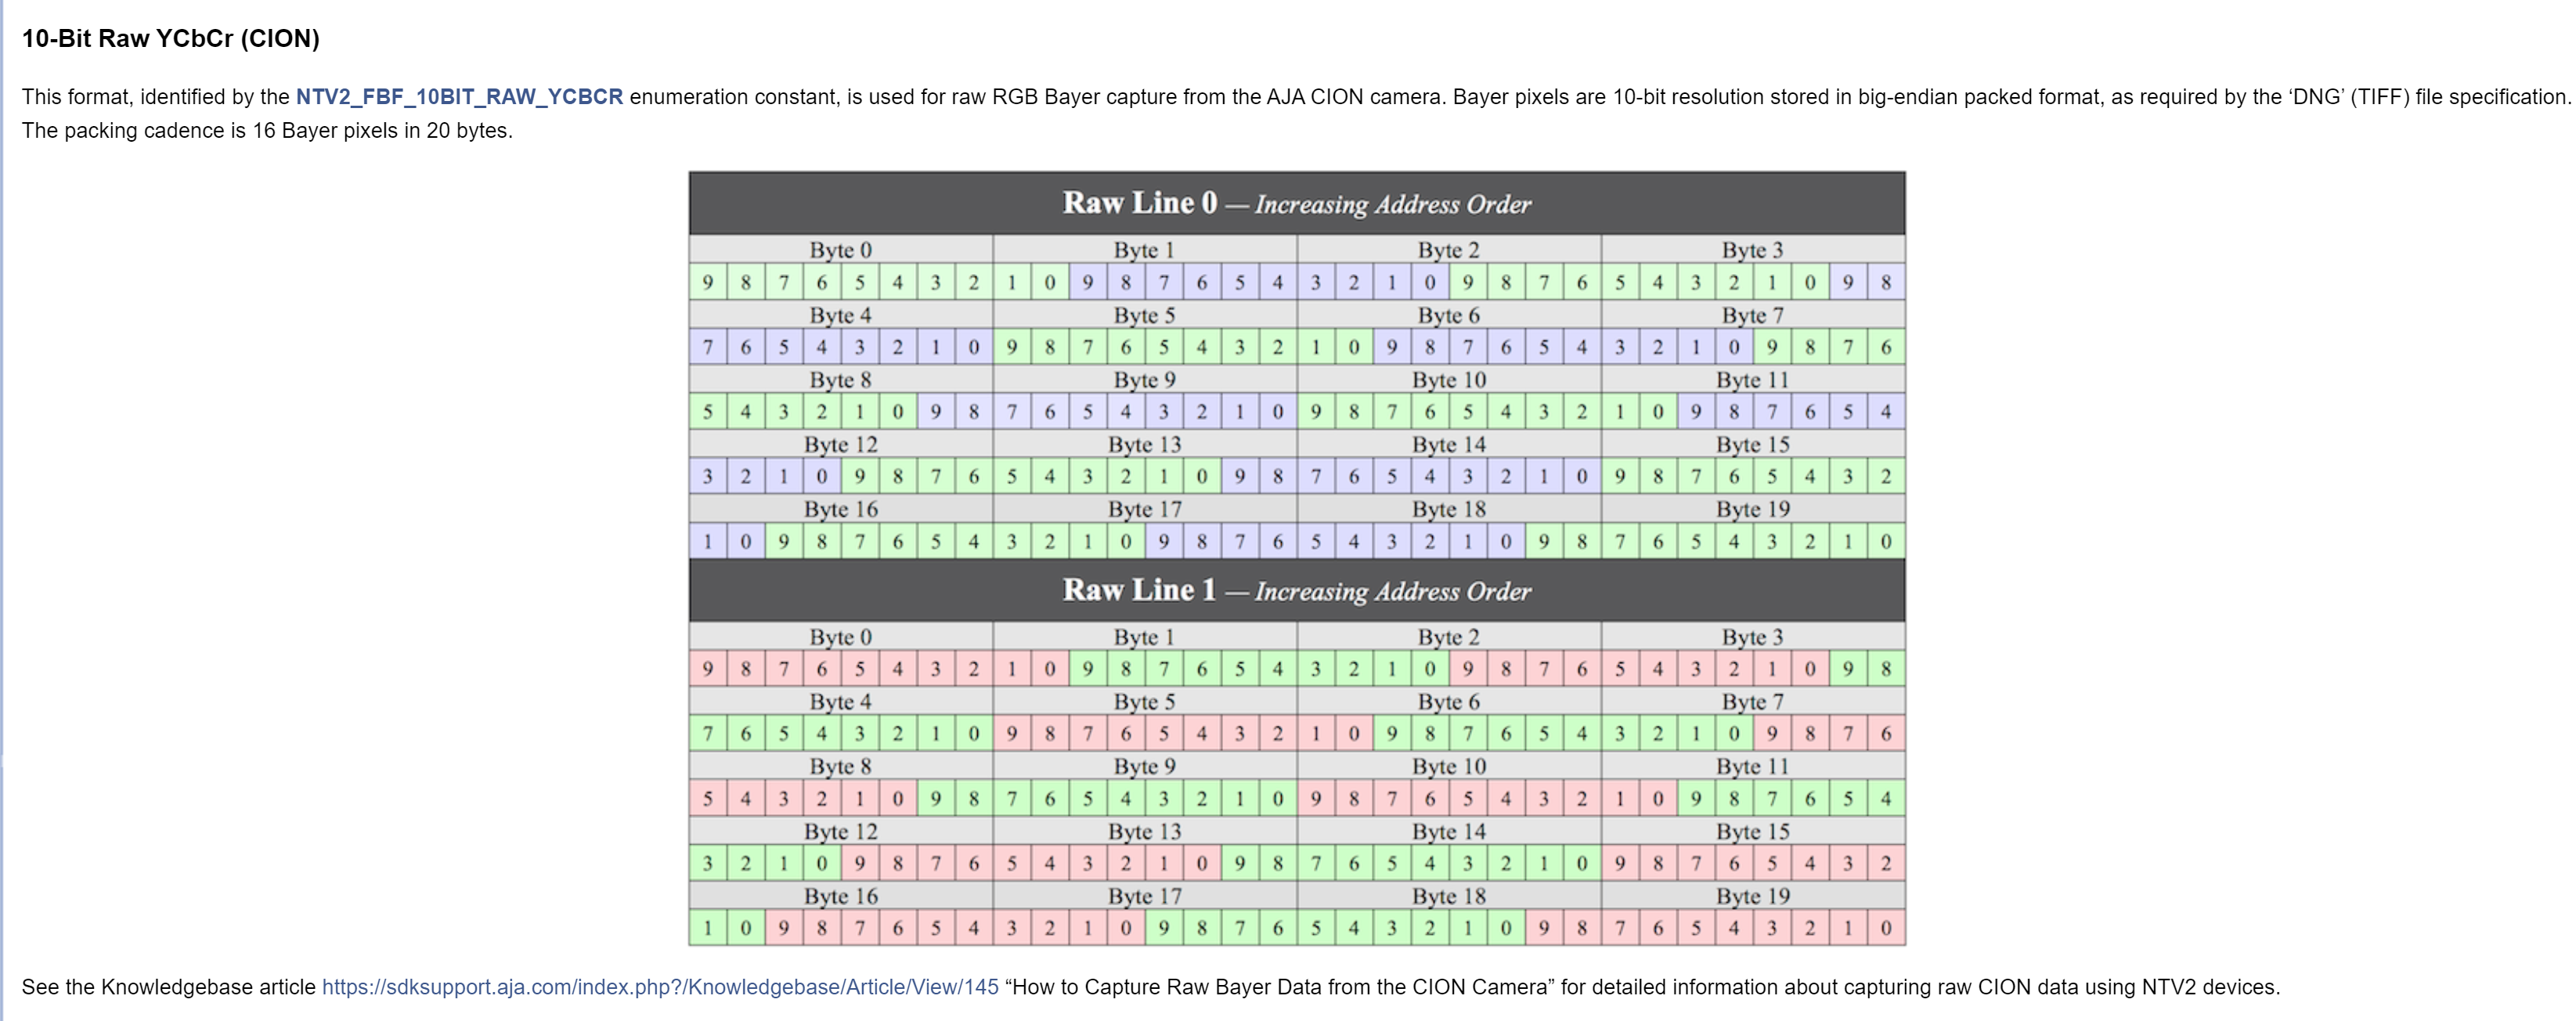 10-Bit Raw YCbCr (CION)
This format, identified by the NTV2_FBF_10BIT_RAW_YCBCR enumeration constant, is used for raw RGB Bayer capture from the AJA CION camera. Bayer pixels are 10-bit resolution stored in big-endian packed format, as required by the ‘DNG’ (TIFF) file specification.
The packing cadence is 16 Bayer pixels in 20 bytes.
Raw Line 0 — Increasing Address Order
Byte 0 Byte 1 Byte 2 Byte 3
9 8 7 6 5 4 3 2 1 0 9 8 7 6 5 4 3 2 1 0 9 8 7 6 5 4 3 2 1 0 9 8
Byte 4 Byte 5 Byte 6 Byte 7
7 6 5 4 3 2 1 0 9 8 7 6 5 4 3 2 1 0 9 8 7 6 5 4 3 2 1 0 9 8 7 6
Byte 8 Byte 9 Byte 10 Byte 11
5 4 3 2 1 0 9 8 7 6 5 4 3 2 1 0 9 8 7 6 5 4 3 2 1 0 9 8 7 6 5 4
Byte 12 Byte 13 Byte 14 Byte 15
3 2 1 0 9 8 7 6 5 4 3 2 1 0 9 8 7 6 5 4 3 2 1 0 9 8 7 6 5 4 3 2
Byte 16 Byte 17 Byte 18 Byte 19
1 0 9 8 7 6 5 4 3 2 1 0 9 8 7 6 5 4 3 2 1 0 9 8 7 6 5 4 3 2 1 0
Raw Line 1 — Increasing Address Order
Byte 0 Byte 1 Byte 2 Byte 3
9 8 7 6 5 4 3 2 1 0 9 8 7 6 5 4 3 2 1 0 9 8 7 6 5 4 3 2 1 0 9 8
Byte 4 Byte 5 Byte 6 Byte 7
7 6 5 4 3 2 1 0 9 8 7 6 5 4 3 2 1 0 9 8 7 6 5 4 3 2 1 0 9 8 7 6
Byte 8 Byte 9 Byte 10 Byte 11
5 4 3 2 1 0 9 8 7 6 5 4 3 2 1 0 9 8 7 6 5 4 3 2 1 0 9 8 7 6 5 4
Byte 12 Byte 13 Byte 14 Byte 15
3 2 1 0 9 8 7 6 5 4 3 2 1 0 9 8 7 6 5 4 3 2 1 0 9 8 7 6 5 4 3 2
Byte 16 Byte 17 Byte 18 Byte 19
1 0 9 8 7 6 5 4 3 2 1 0 9 8 7 6 5 4 3 2 1 0 9 8 7 6 5 4 3 2 1 0
See the Knowledgebase article https://sdksupport.aja.com/index.php?/Knowledgebase/Article/View/145 “How to Capture Raw Bayer Data from the CION Camera” for detailed information about capturing raw CION data using NTV2 devices.